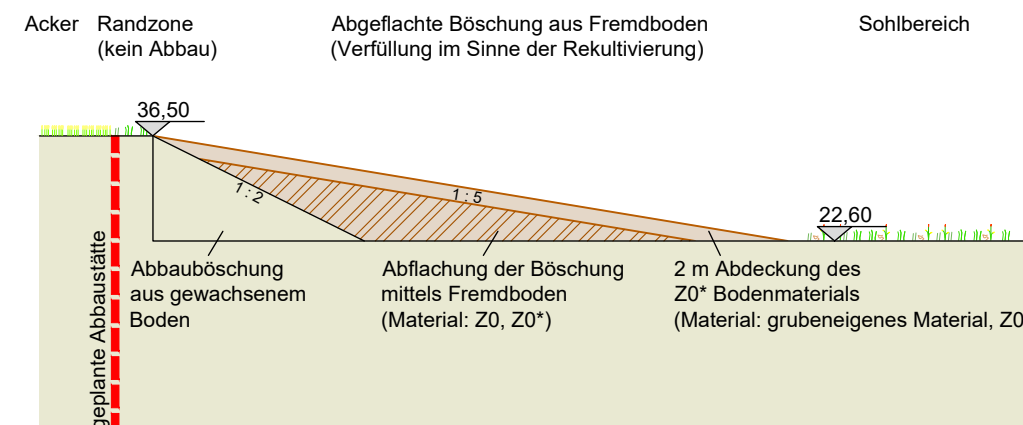 Acker
Randzone
(kein Abbau)
Abgeflachte Böschung aus Fremdboden
(Verfüllung im Sinne der Rekultivierung)
Sohlbereich
36,50
1 : 2
1 : 5
22,60
Abbauböschung
aus gewachsenem
Boden
Abflachung der Böschung
mittels Fremdboden
(Material: Z0, Z0*)
2 m Abdeckung des
Z0* Bodenmaterials
(Material: grubeneigenes Material, Z0
geplante Abbaustätte